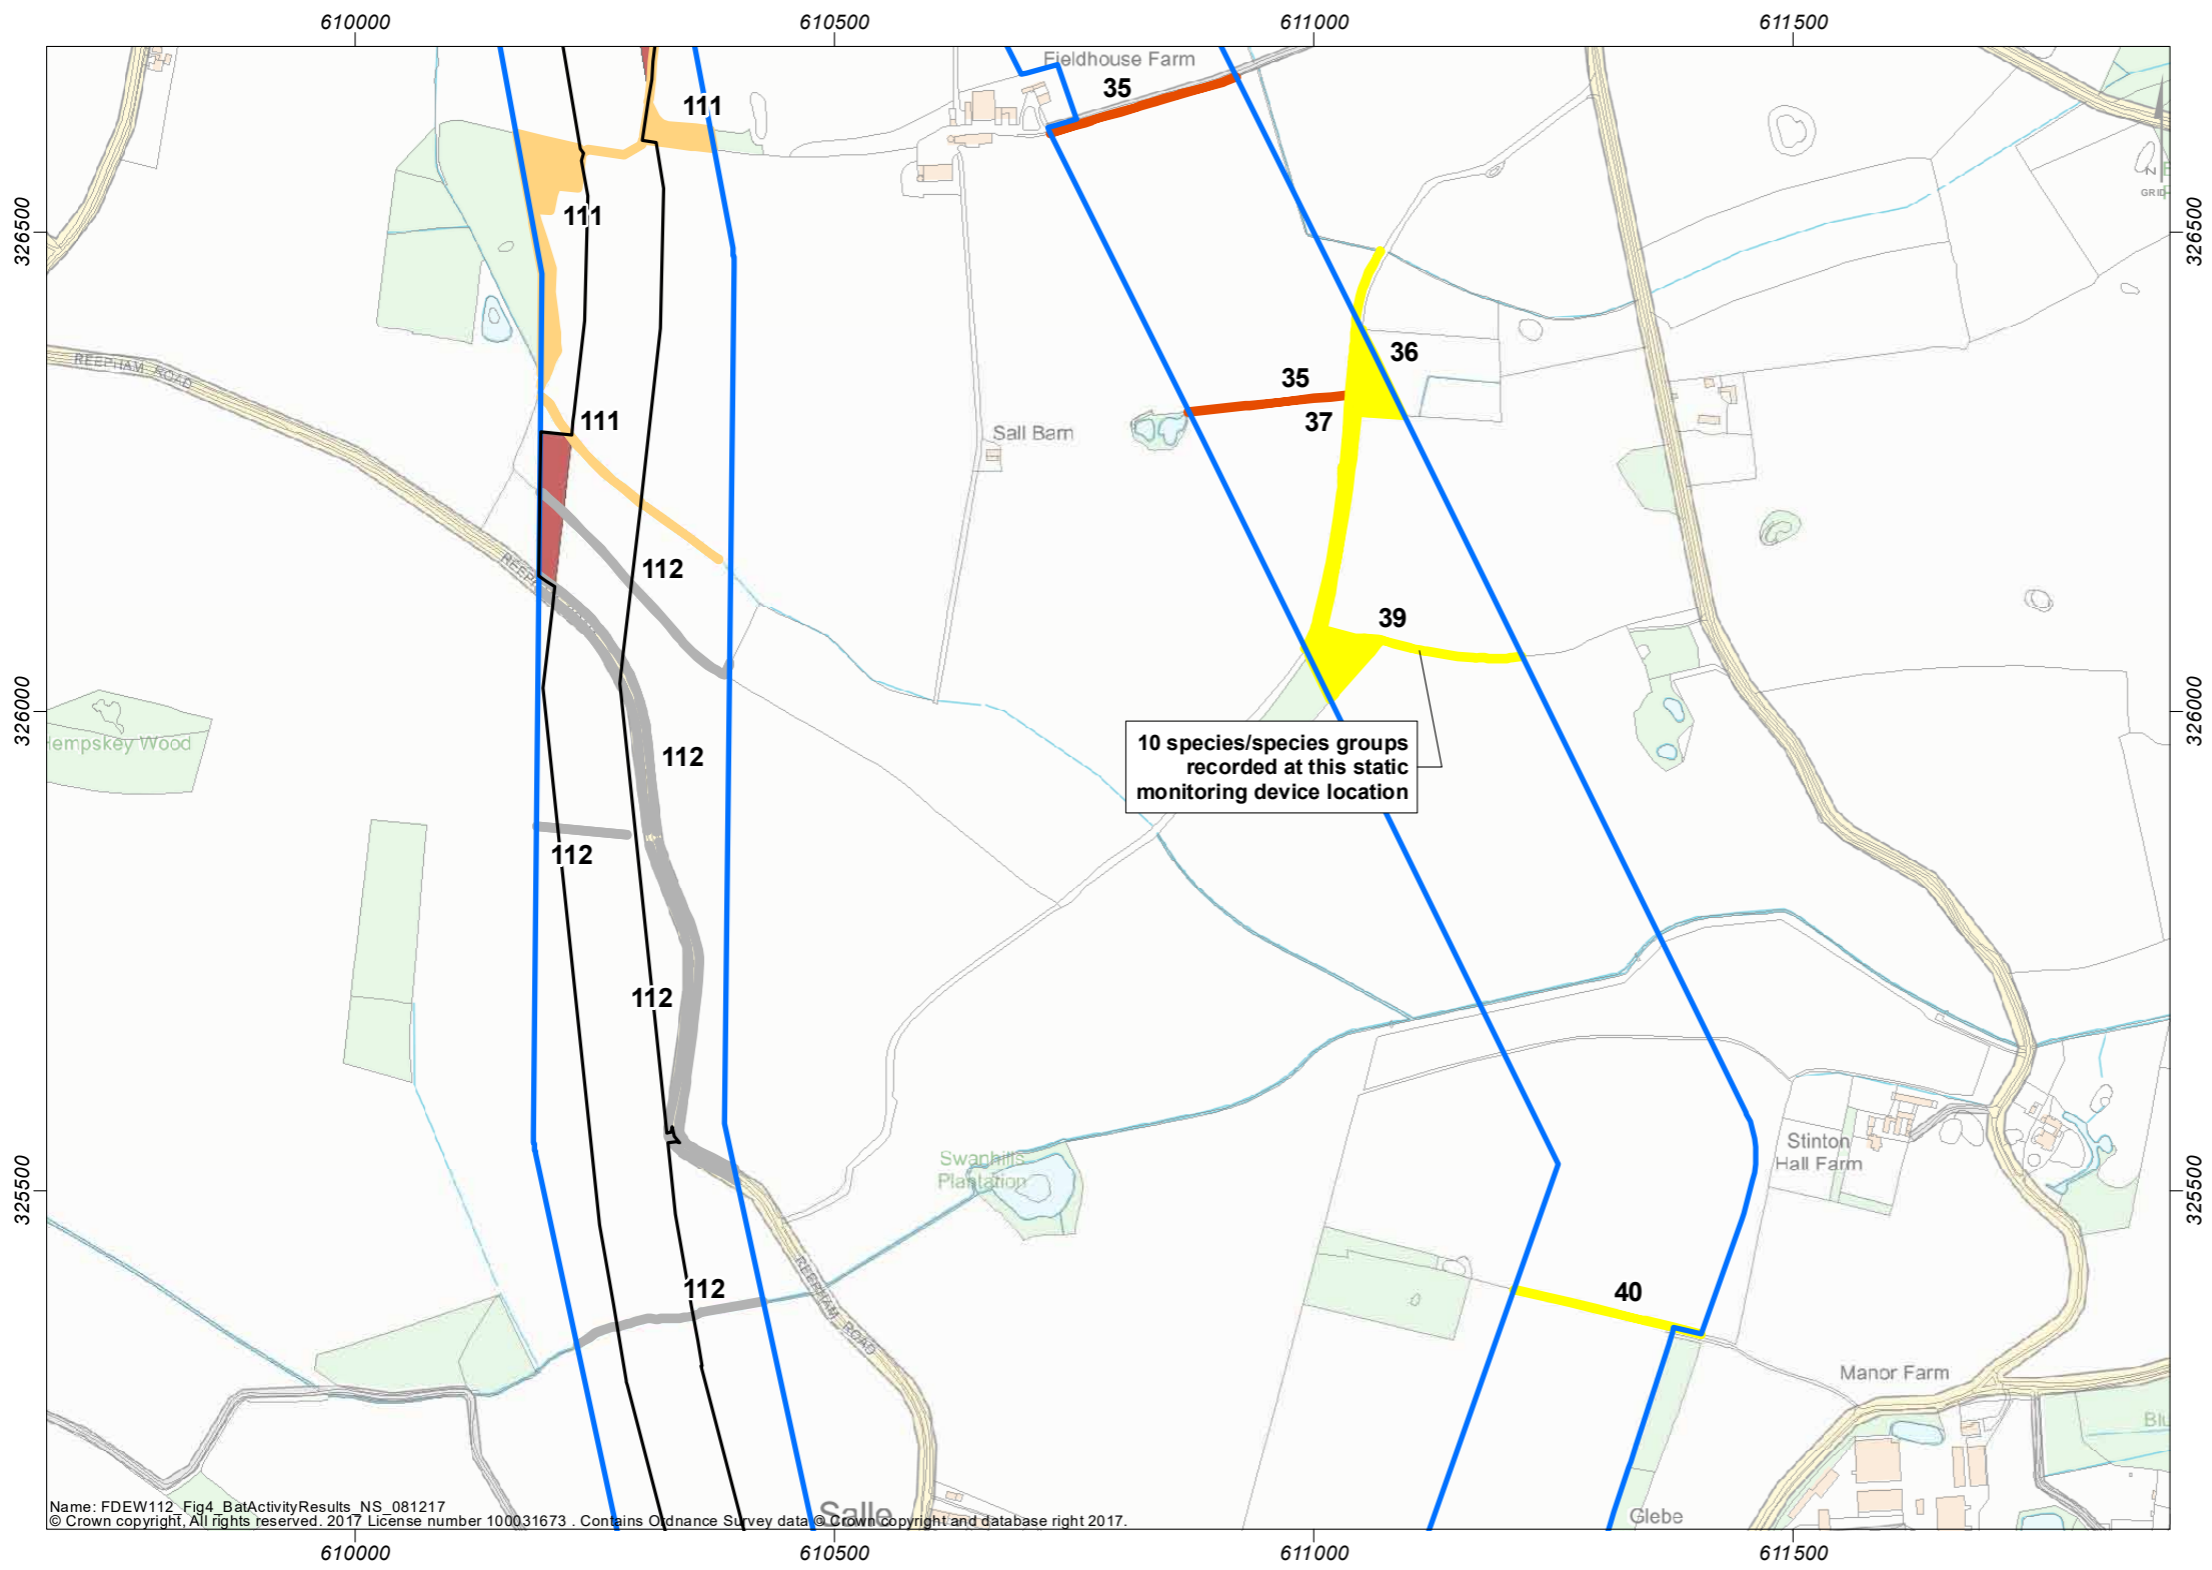 610000
610500
611000
611500
Fieldhouse Farm
35
111
GRID
326500
326500
111
36
35
REEPHAM ROAD
111
37
Sall Barn
112
39
326000
326000
Hempskey Wood
112
10 species/species groups
recorded at this static
monitoring device location
112
112
Stinton
Hall Farm
Swanhills
Plantation
325500
325500
112
40
REEPHAM ROAD
Manor Farm
Name: FDEW112_Fig4_BatActivityResults_NS_081217
Salle
Glebe
© Crown copyright, All rights reserved. 2017 License number 100031673 . Contains Ordnance Survey data © Crown copyright and database right 2017.
610000
610500
611000
611500